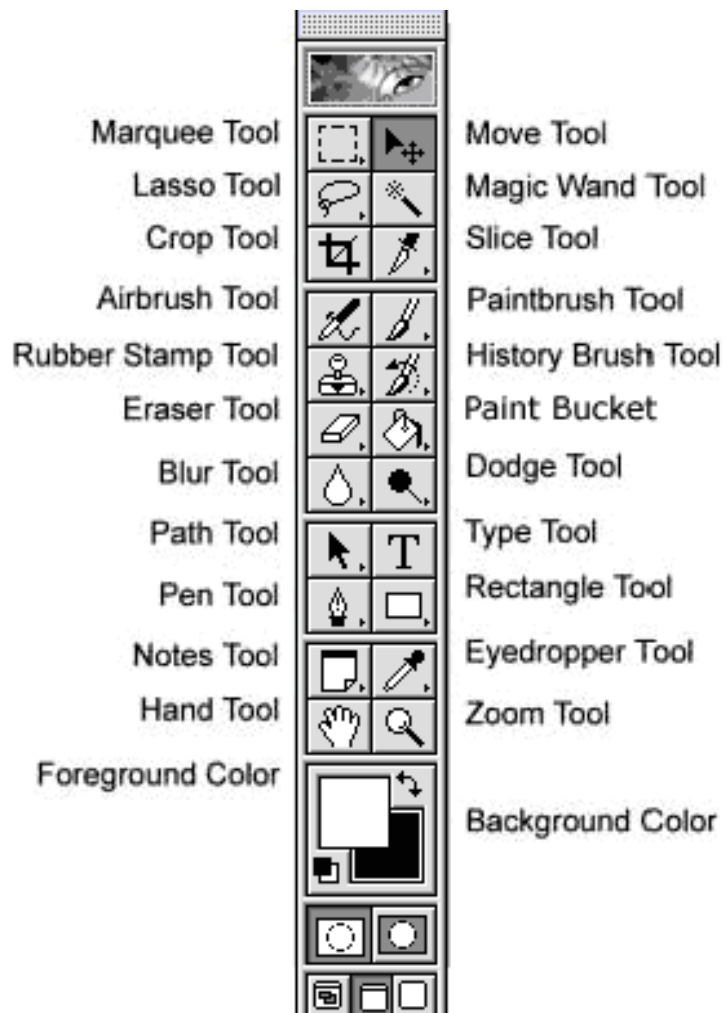 Marquee Tool Move Tool
Lasso Tool Magic Wand Tool
Crop Tool Slice Tool
Airbrush Tool Paintbrush Tool
Rubber Stamp Tool History Brush Tool
Eraser Tool Paint Bucket
Blur Tool Dodge Tool
Path Tool Type Tool
T
Pen Tool Rectangle Tool
Notes Tool Eyedropper Tool
Hand Tool Zoom Tool
Foreground Color
Background Color